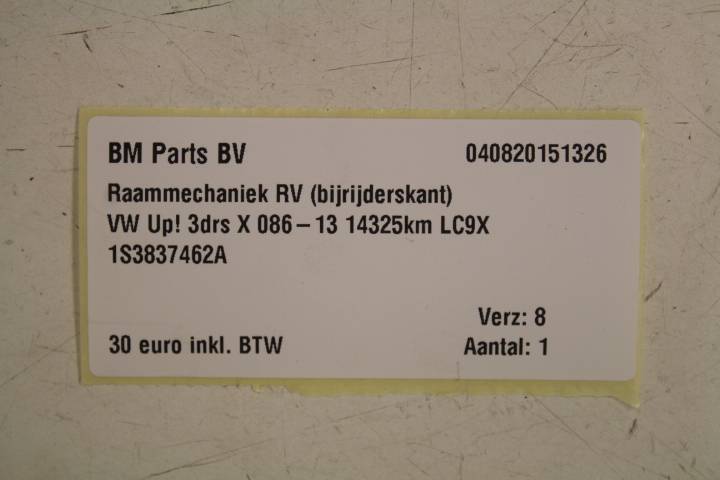 BM Parts BV 040820151326
Raammechaniek RV (bijrijderskant)
VW Up! 3drs X 086 – 13 14325km LC9X
1S3837462A
Verz: 8
30 euro inkl. BTW Aantal: 1